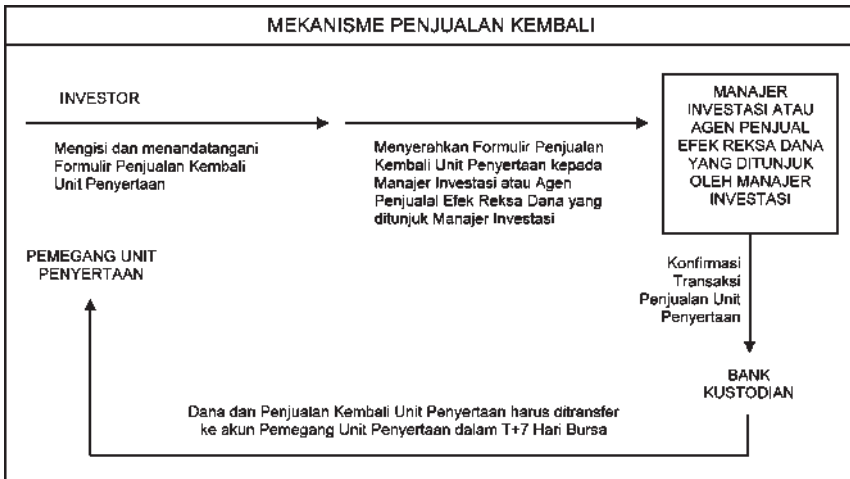 MEKANISME PENJUALAN KEMBALI
INVESTOR
Mengisi dan menandatangani
Formulir Penjualan Kembali
Unit Penyertaan
Menyerahkan Formulir Penjualan
Kembali Unit Penyertaan kepada
Manajer Investasi atau Agen
Penjualal Efek Reksa Dana yang
ditunjuk Manajer Investasi
MANAJER
INVESTASI ATAU
AGEN PENJUAL
EFEK REKSA DANA
YANG DITUNJUK
OLEH MANAJER
INVESTASI
PEMEGANG UNIT
PENYERTAAN
Konfirmasi
Transaksi
Penjualan Unit
Penyertaan
BANK
KUSTODIAN
Dana dari Penjualan Kembali Unit Penyertaan harus ditransfer
ke akun Pemegang Unit Penyertaan dalam T+7 Hari Bursa